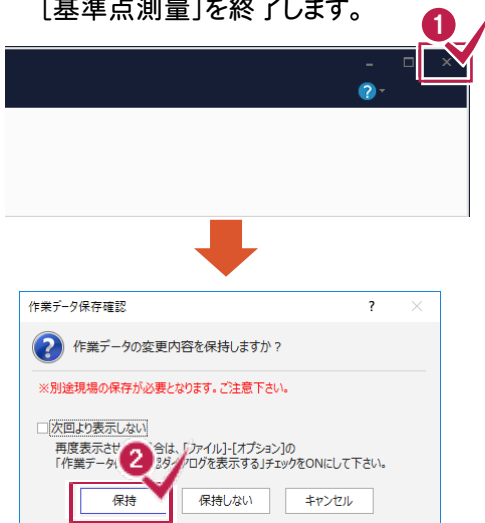 [基準点測量]を終了します。
1
?
作業データ保存確認
?
? 作業データの変更内容を保持しますか?
※別途現場の保存が必要となります。ご注意下さい。
次回より表示しない
再度表示させ 合は、[ファイル]-[オプション]の
「作業データ ダイアログを表示する」チェックをONにして下さい。
2
保持 保持しない キャンセル